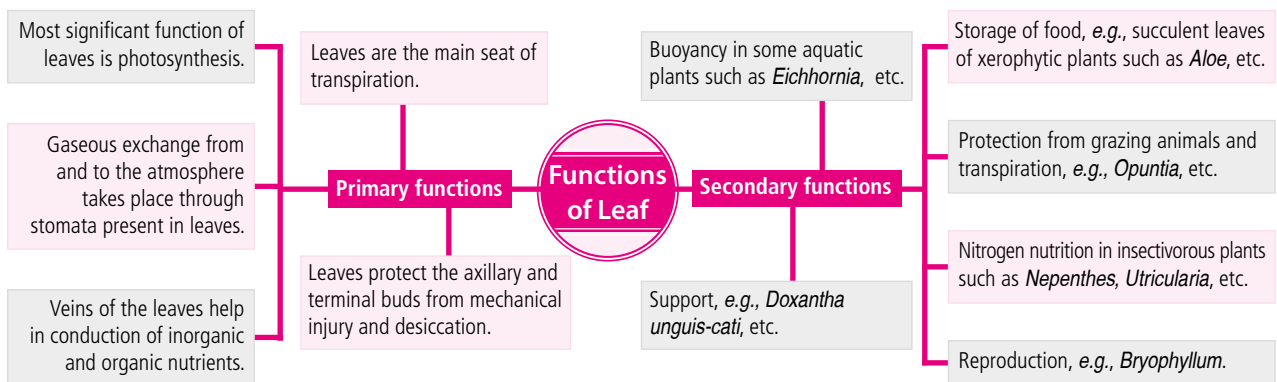 Most significant function of
leaves is photosynthesis.
Gaseous exchange from
and to the atmosphere
takes place through
stomata present in leaves.
Veins of the leaves help
in conduction of inorganic
and organic nutrients.
Leaves are the main seat of
transpiration.
Primary functions
Leaves protect the axillary and
terminal buds from mechanical
injury and desiccation.
Functions
of Leaf
Buoyancy in some aquatic
plants such as Eichhornia, etc.
Secondary functions
Support, e.g., Doxantha
unguis-cati, etc.
Storage of food, e.g., succulent leaves
of xerophytic plants such as Aloe, etc.
Protection from grazing animals and
transpiration, e.g., Opuntia, etc.
Nitrogen nutrition in insectivorous plants
such as Nepenthes, Utricularia, etc.
Reproduction, e.g., Bryophyllum.